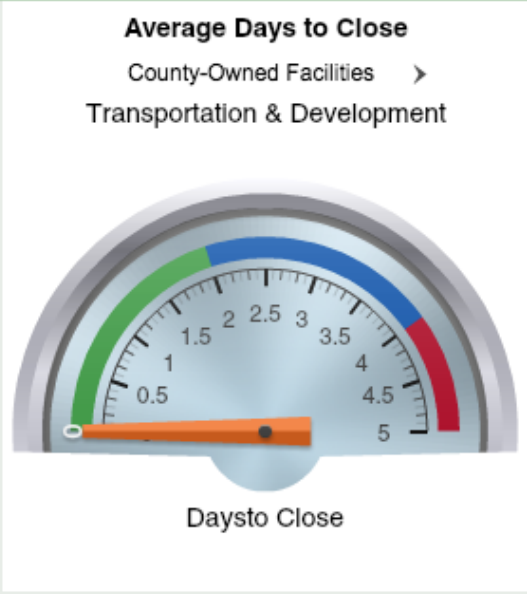 Average Days to Close
County-Owned Facilities
Transportation & Development
0
0.5
1
1.5
2
2.5
3
3.5
4
4.5
5
Daysto Close